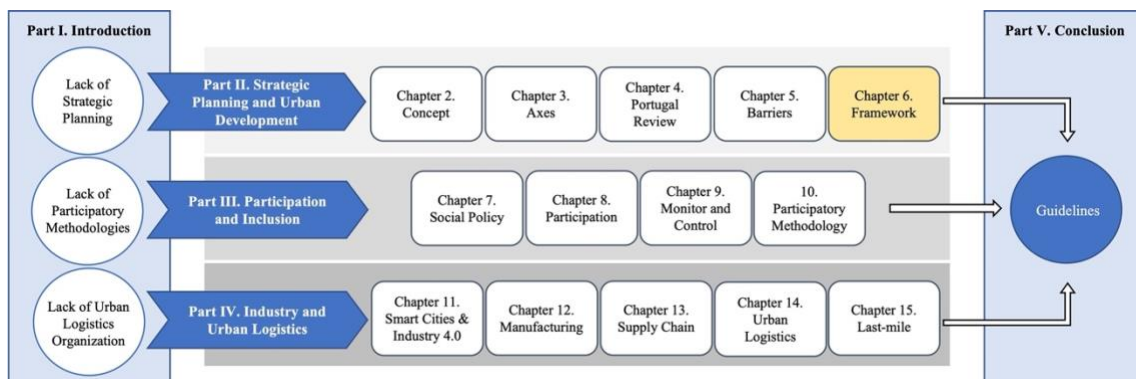 Part I. Introduction
Part V. Conclusion
Lack of
Strategic
Planning
Part II. Strategic
Planning and Urban
Development
Chapter 2.
Concept
Chapter 3.
Axes
Chapter 4.
Portugal
Review
Chapter 5.
Barriers
Chapter 6.
Framework
Lack of
Participatory
Methodologies
Part III. Participation
and Inclusion
Chapter 7.
Social Policy
Chapter 8.
Participation
Chapter 9.
Monitor and
Control
10.
Participatory
Methodology
Guidelines
Lack of Urban
Logistics
Organization
Part IV. Industry and
Urban Logistics
Chapter 11.
Smart Cities &
Industry 4.0
Chapter 12.
Manufacturing
Chapter 13.
Supply Chain
Chapter 14.
Urban
Logistics
Chapter 15.
Last-mile